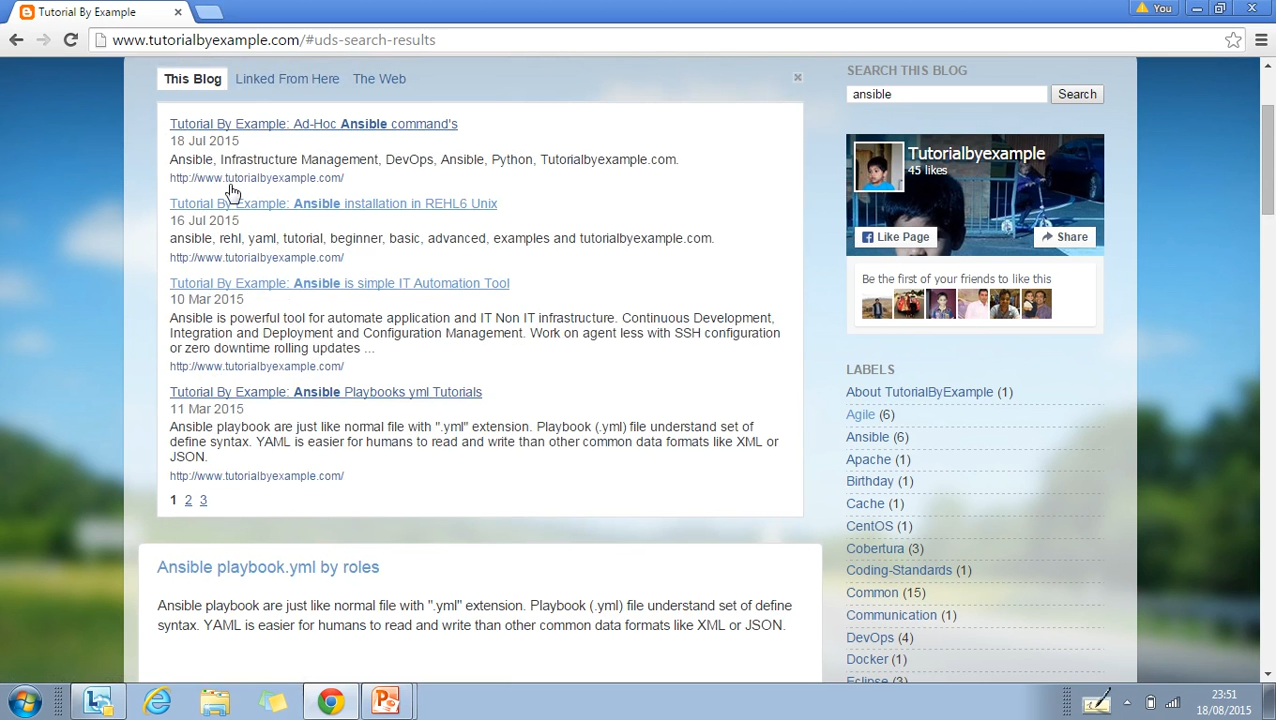 Tutorial By Example
You
www.tutorialbyexample.com/#uds-search-results
This Blog Linked From Here The Web
Tutorial By Example: Ad-Hoc Ansible command's
18 Jul 2015
Ansible, Infrastructure Management, DevOps, Ansible, Python, Tutorialbyexample.com.
http://www.tutorialbyexample.com/
Tutorial By Example: Ansible installation in REHL6 Unix
16 Jul 2015
ansible, rehl, yaml, tutorial, beginner, basic, advanced, examples and tutorialbyexample.com.
http://www.tutorialbyexample.com/
Tutorial By Example: Ansible is simple IT Automation Tool
10 Mar 2015
Ansible is powerful tool for automate application and IT Non IT infrastructure. Continuous Development,
Integration and Deployment and Configuration Management. Work on agent less with SSH configuration
or zero downtime rolling updates ...
http://www.tutorialbyexample.com/
Tutorial By Example: Ansible Playbooks yml Tutorials
11 Mar 2015
Ansible playbook are just like normal file with ".yml" extension. Playbook (.yml) file understand set of
define syntax. YAML is easier for humans to read and write than other common data formats like XML or
JSON.
http://www.tutorialbyexample.com/
1 2 3
Ansible playbook.yml by roles
Ansible playbook are just like normal file with ".yml" extension. Playbook (.yml) file understand set of define
syntax. YAML is easier for humans to read and write than other common data formats like XML or JSON.
SEARCH THIS BLOG
ansible Search
Tutorialbyexample
45 likes
Like Page Share
Be the first of your friends to like this
LABELS
About TutorialByExample (1)
Agile (6)
Ansible (6)
Apache (1)
Birthday (1)
Cache (1)
CentOS (1)
Cobertura (3)
Coding-Standards (1)
Common (15)
Communication (1)
DevOps (4)
Docker (1)
Eclipse (3)
23:51
18/08/2015